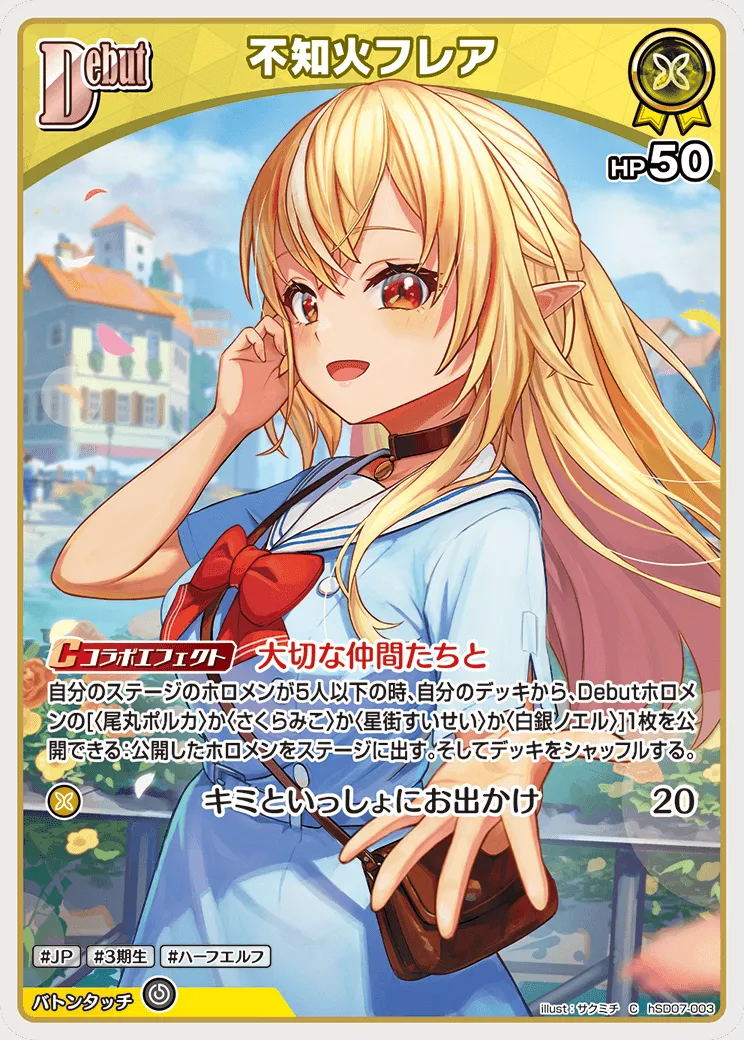 Debut
不知火フレア
HP50
Cコラボエフェクト 大切な仲間たちと
自分のステージのホロメンが5人以下の時、自分のデッキから、Debutホロメ
ンの[〈尾丸ポルカ〉か〈さくらみこ〉か〈星街すいせい〉か〈白銀ノエル〉]1枚を公
開できる:公開したホロメンをステージに出す。そしてデッキをシャッフルする。
キミといっしょにお出かけ 20
#JP #3期生 #ハーフエルフ
バトンタッチ
illust:サクミチ C hSD07-003